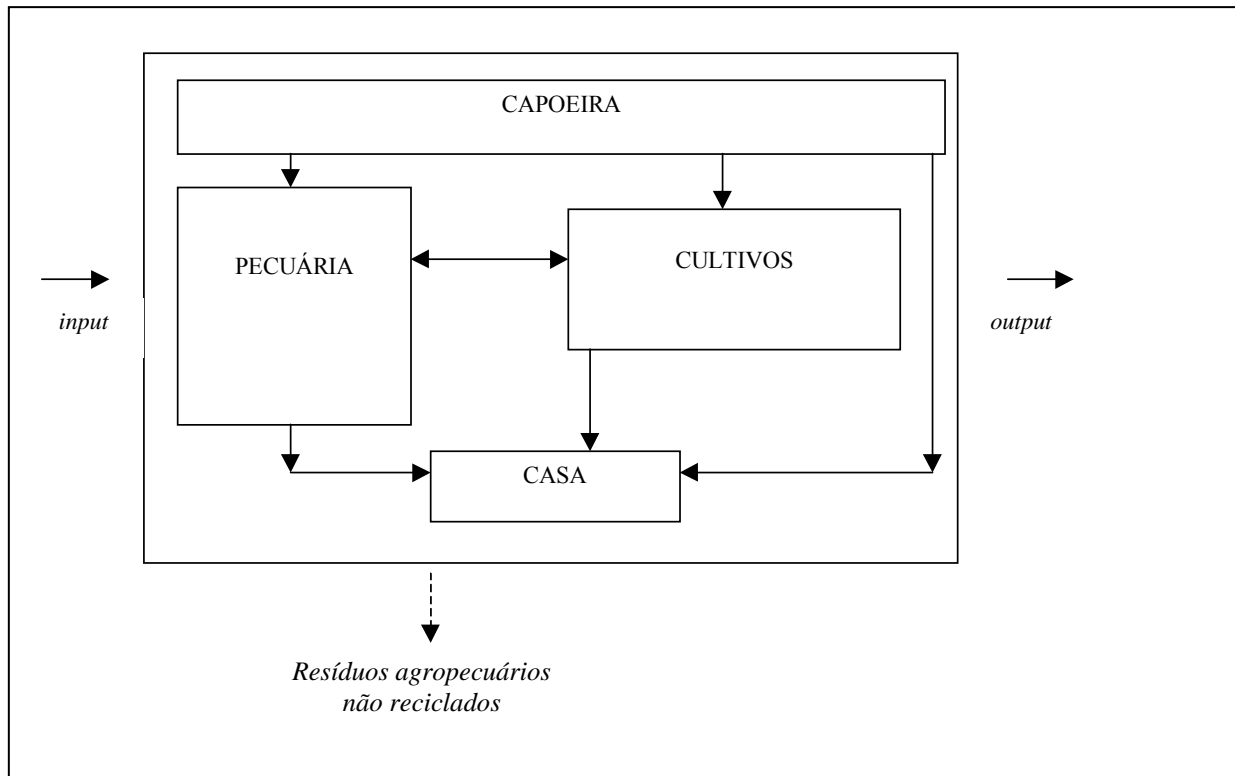 CAPOEIRA
PECUÁRIA
CULTIVOS
input
output
CASA
Resíduos agropecuários
não reciclados